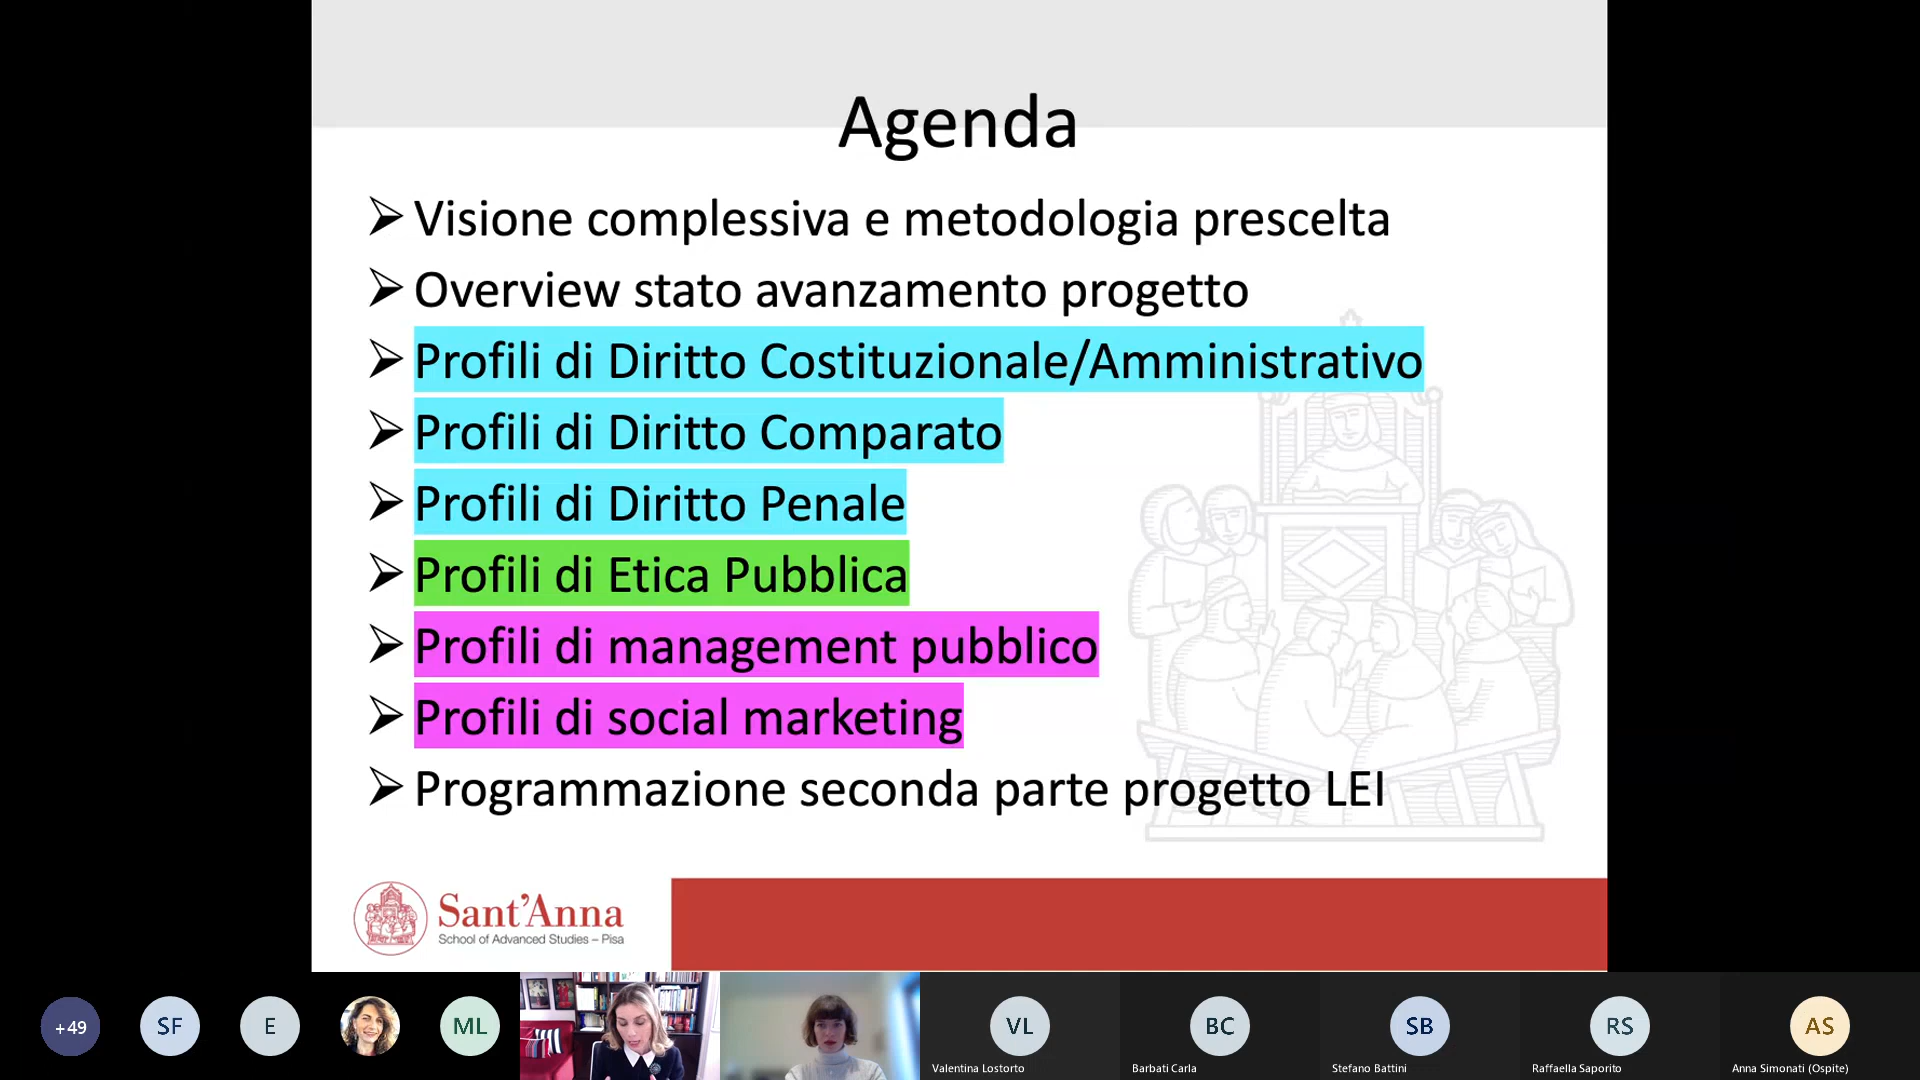 Agenda
Visione complessiva e metodologia prescelta
Overview stato avanzamento progetto
Profili di Diritto Costituzionale/Amministrativo
Profili di Diritto Comparato
Profili di Diritto Penale
Profili di Etica Pubblica
Profili di management pubblico
Profili di social marketing
Programmazione seconda parte progetto LEI
Sant'Anna
School of Advanced Studies – Pisa
+49
SF
E
ML
VL
BC
SB
RS
AS
Valentina Lostorto
Barbati Carla
Stefano Battini
Raffaella Saporito
Anna Simonati (Ospite)